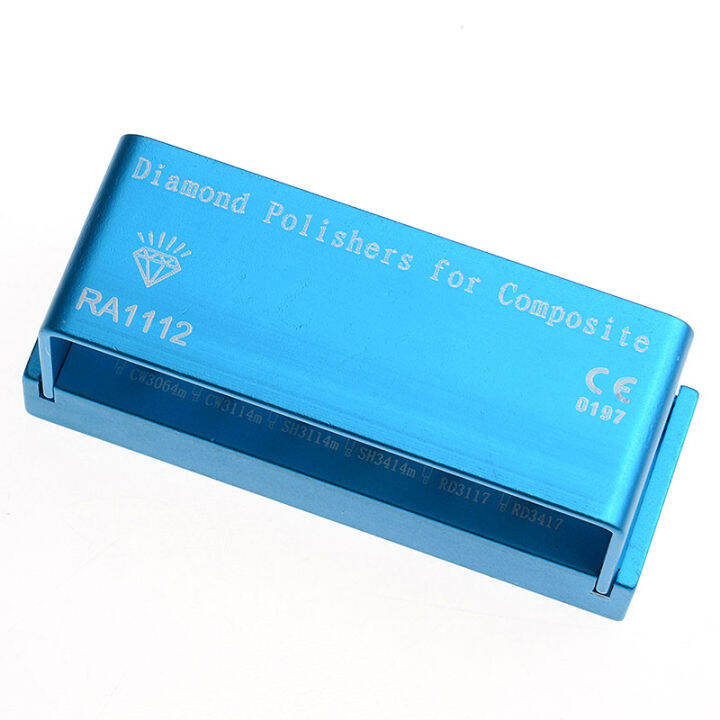 Diamond Polishers for Composite
RA1112
CE
0197
CW3064m CW3114m SH3114m SH3414m RD3117 RD3417